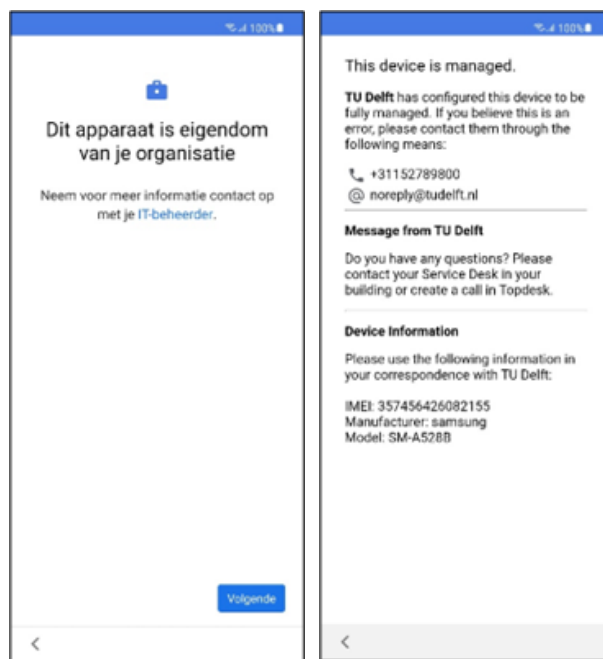 100%
Dit apparaat is eigendom
van je organisatie
Neem voor meer informatie contact op
met je IT-beheerder.
Volgende
100%
This device is managed.
TU Delft has configured this device to be
fully managed. If you believe this is an
error, please contact them through the
following means:
+31152789800
noreply@tudelft.nl
Message from TU Delft
Do you have any questions? Please
contact your Service Desk in your
building or create a call in Topdesk.
Device Information
Please use the following information in
your correspondence with TU Delft:
IMEI: 357456426082155
Manufacturer: samsung
Model: SM-A528B